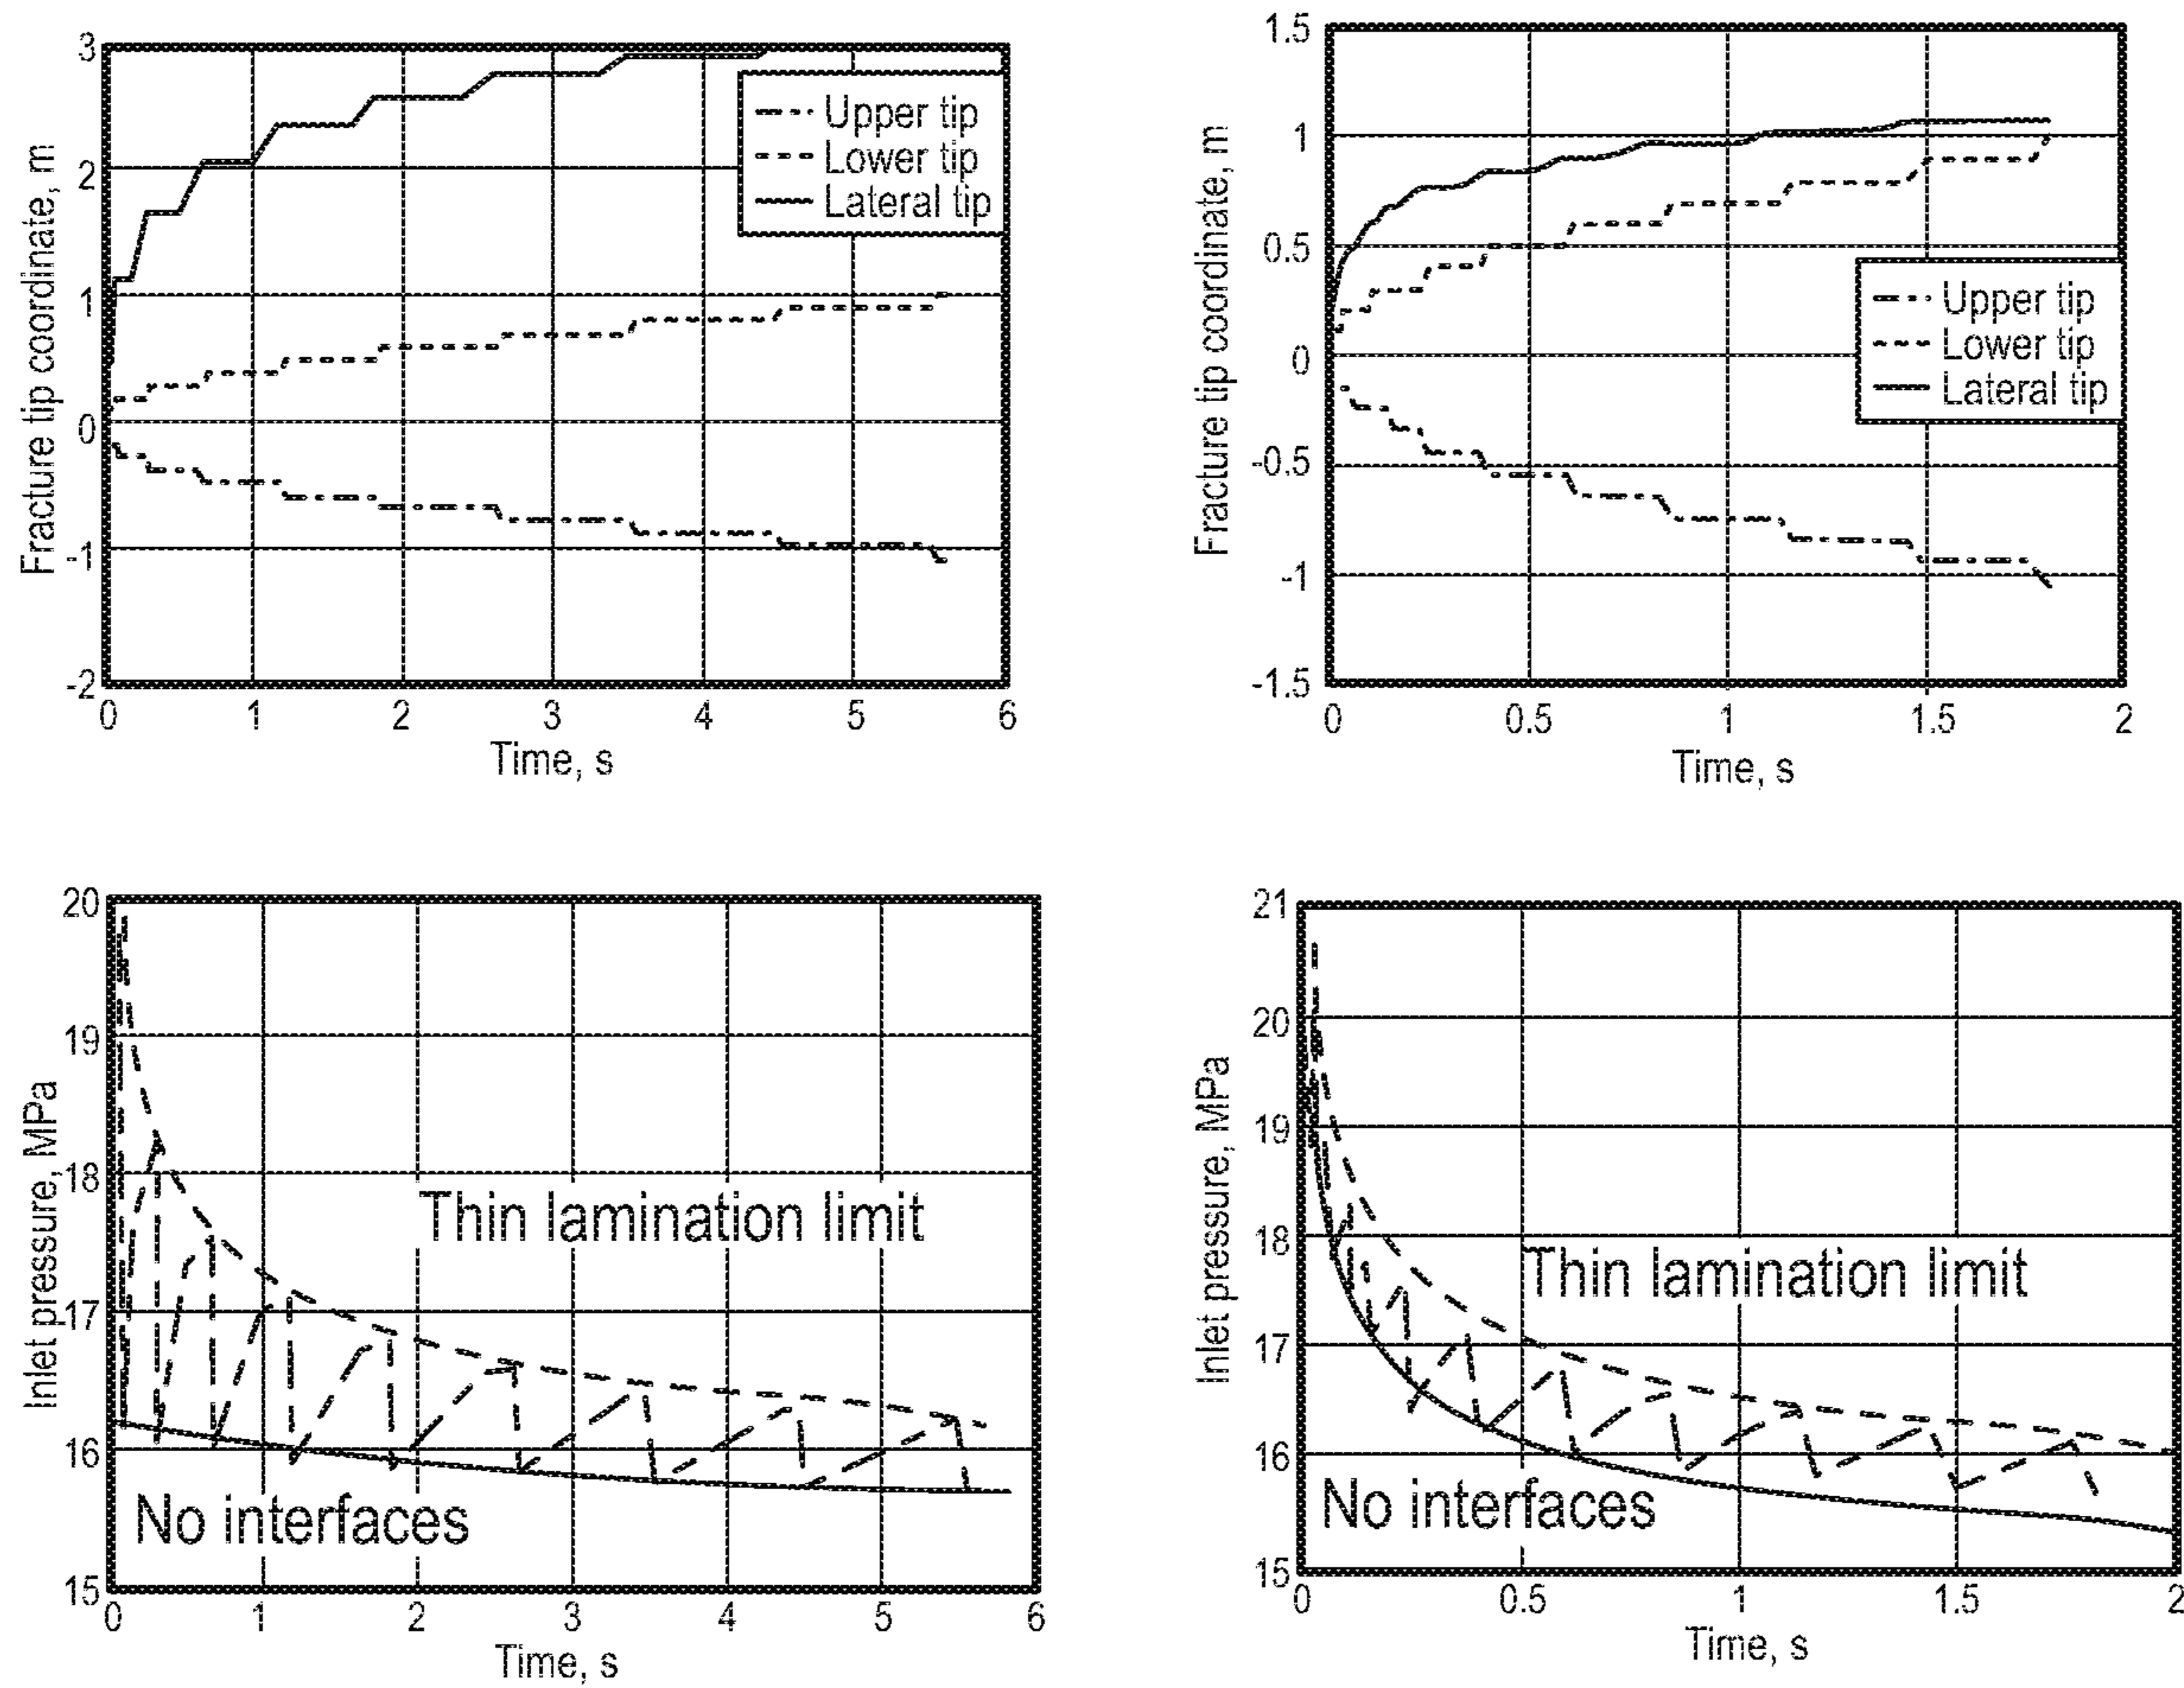 Fracture tip coordinate, m
3
2
1
0
-1
-2
Upper tip
Lower tip
Lateral tip
0 1 2 3 4 5 6
Time, s
Fracture tip coordinate, m
1.5
1
0.5
0
-0.5
-1
-1.5
Upper tip
Lower tip
Lateral tip
0 0.5 1 1.5 2
Time, s
Inlet pressure, MPa
20
19
18
17
16
15
Thin lamination limit
No interfaces
0 1 2 3 4 5 6
Time, s
Inlet pressure, MPa
21
20
19
18
17
16
15
Thin lamination limit
No interfaces
0 0.5 1 1.5 2
Time, s